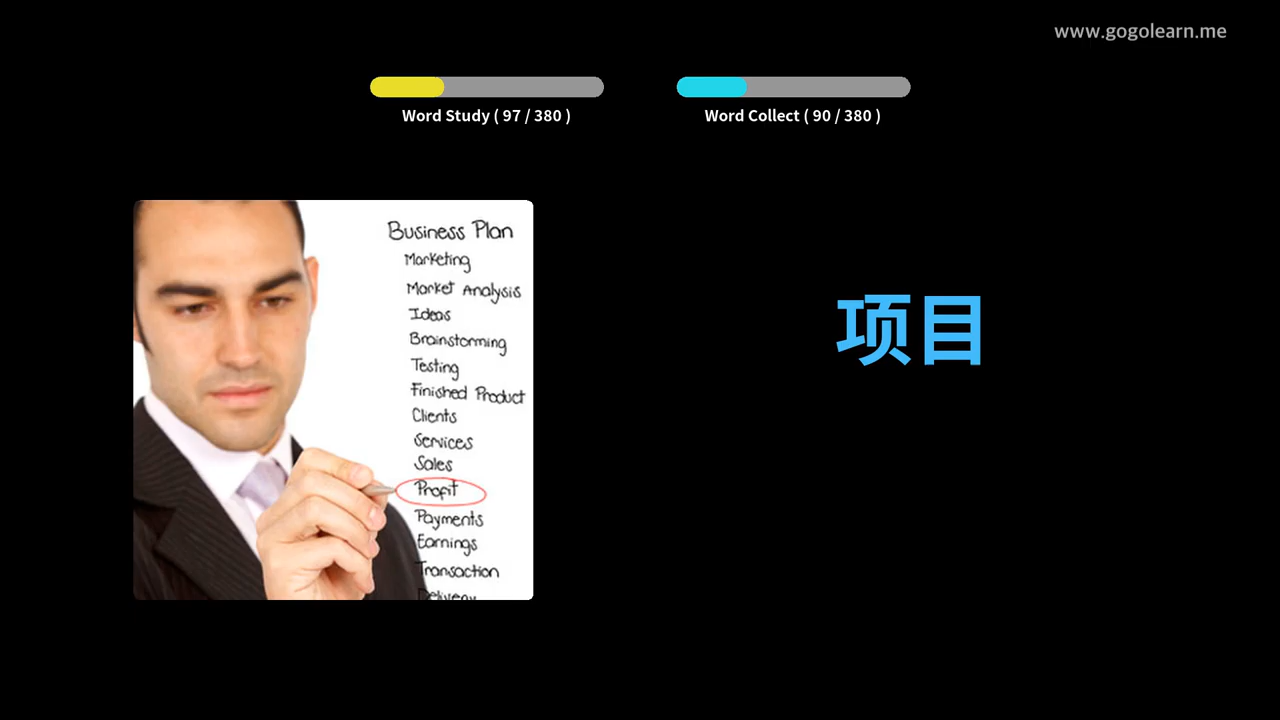 www.gogolearn.me
Word Study ( 97 / 380 )
Word Collect ( 90 / 380 )
Business Plan
Marketing
Market Analysis
Ideas
Brainstorming
Testing
Finished Product
Clients
Services
Sales
Profit
Payments
Earnings
Transaction
Delivery
项目